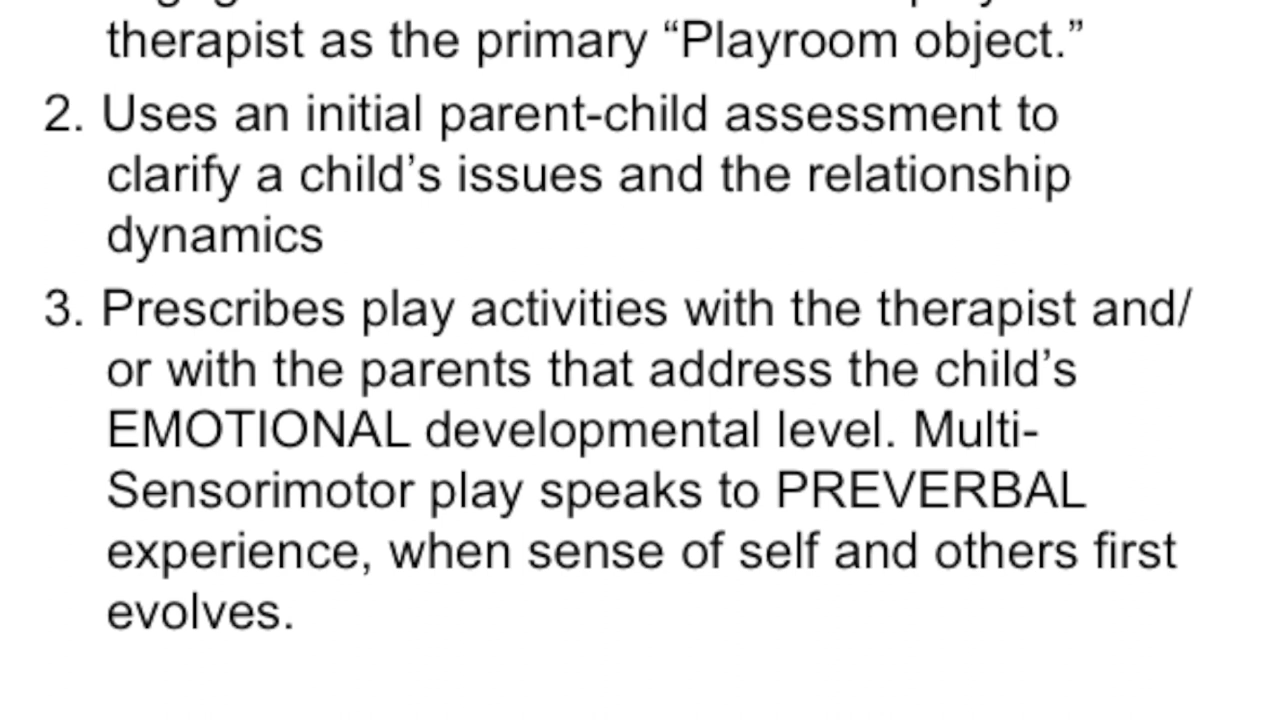 therapist as the primary “Playroom object.”
2. Uses an initial parent-child assessment to
clarify a child’s issues and the relationship
dynamics
3. Prescribes play activities with the therapist and/
or with the parents that address the child’s
EMOTIONAL developmental level. Multi-
Sensorimotor play speaks to PREVERBAL
experience, when sense of self and others first
evolves.